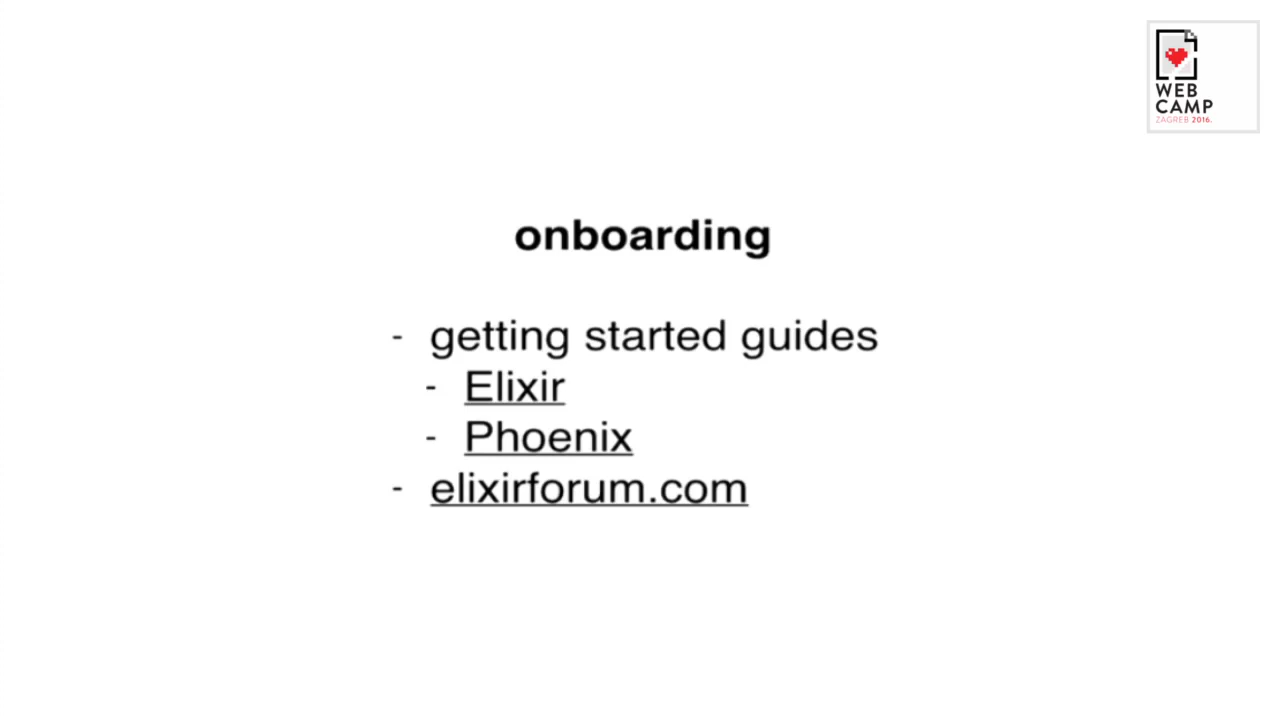 WEB
CAMP
ZAGREB 2016.
onboarding
- getting started guides
- Elixir
- Phoenix
- elixirforum.com